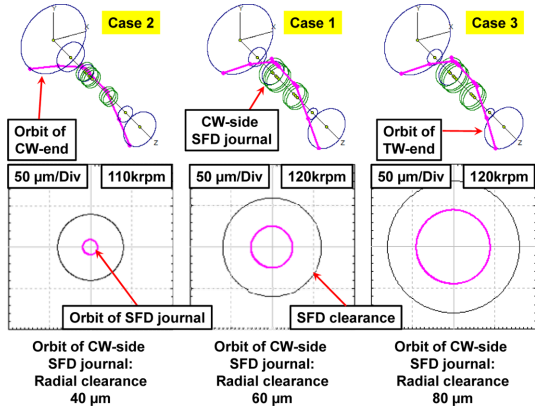 Case 2
Case 1
Case 3
Y
X
Z
Y
X
Z
Y
X
Z
Orbit of
CW-end
CW-side
SFD journal
Orbit of
TW-end
50 µm/Div
110krpm
50 µm/Div
120krpm
50 µm/Div
120krpm
Orbit of SFD journal
SFD clearance
Orbit of CW-side
SFD journal:
Radial clearance
40 µm
Orbit of CW-side
SFD journal:
Radial clearance
60 µm
Orbit of CW-side
SFD journal:
Radial clearance
80 µm